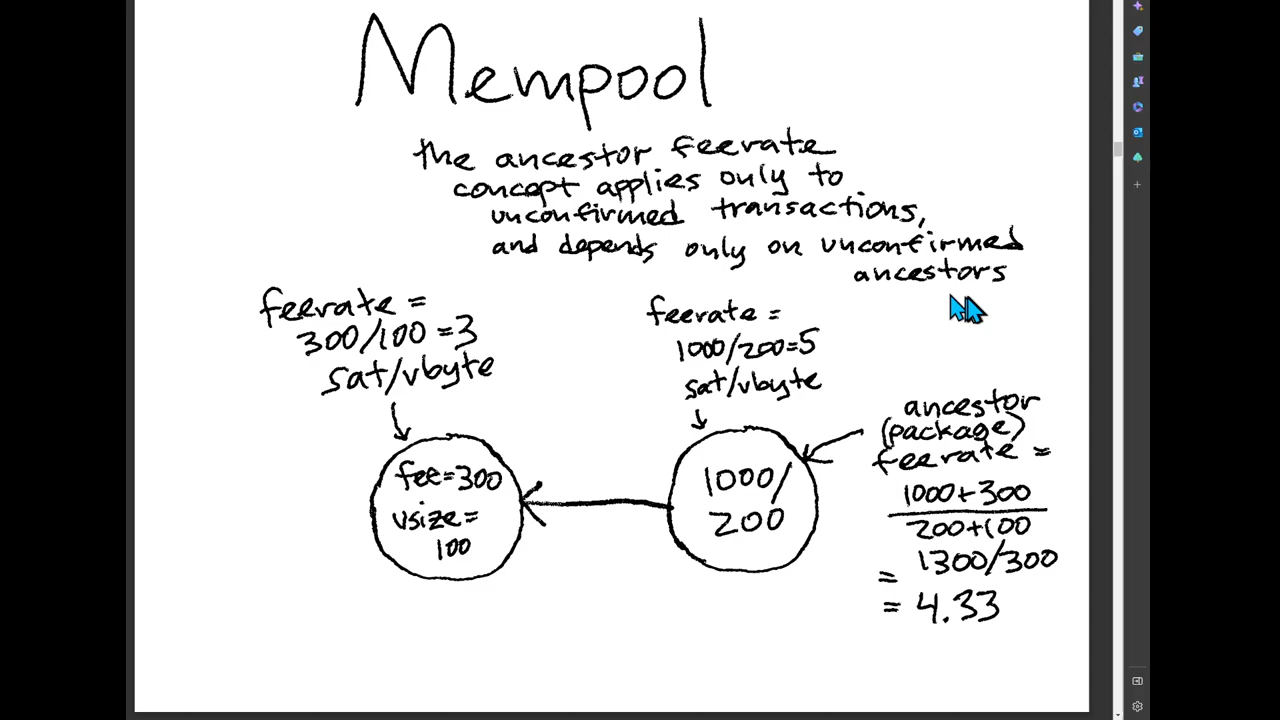 Mempool
the ancestor feerate
concept applies only to
unconfirmed transactions,
and depends only on unconfirmed
ancestors
feerate =
300/100 = 3
sat/vbyte
feerate =
1000/200=5
sat/vbyte
ancestor
(package)
feerate =
1000+300
200+100
= 1300/300
= 4.33
fee=300
vsize=
100
1000/
200